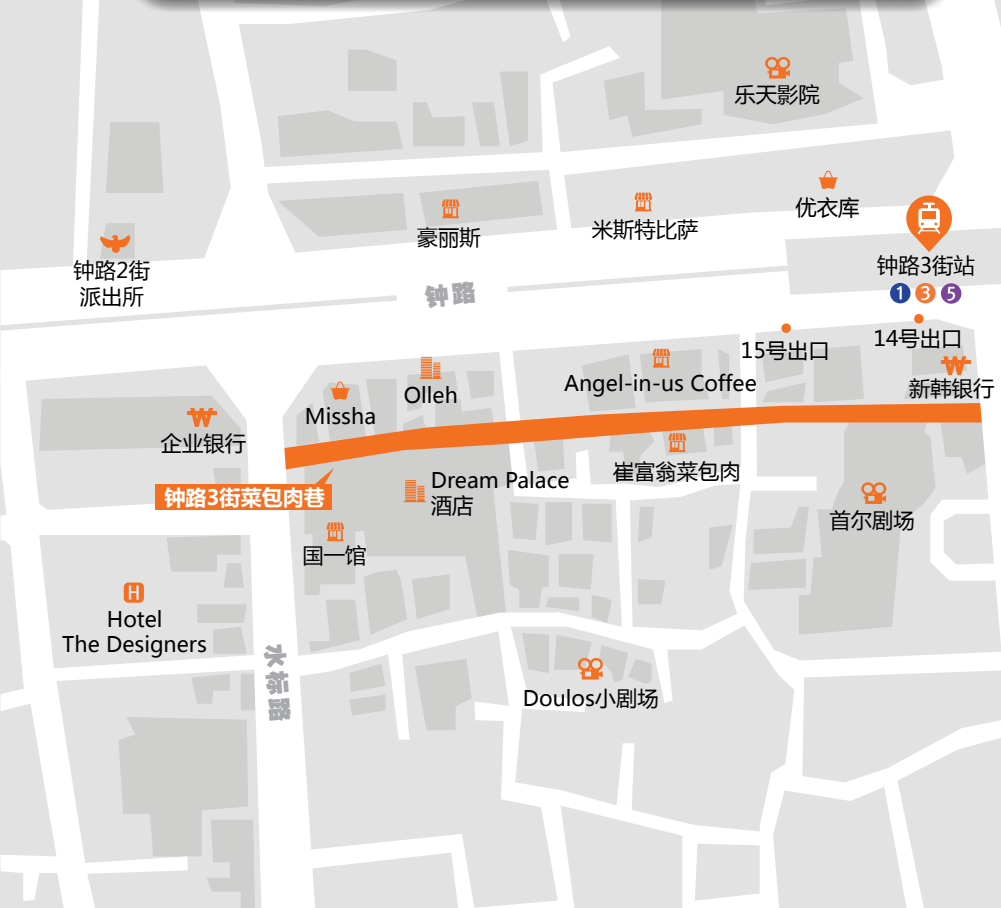 乐天影院
优衣库
米斯特比萨
豪丽斯
钟路2街
派出所
钟路3街站
1 3 5
钟路
14号出口
15号出口
新韩银行
Angel-in-us Coffee
Olleh
Missha
企业银行
崔富翁菜包肉
Dream Palace
酒店
钟路3街菜包肉巷
首尔剧场
国一馆
H
Hotel
The Designers
水标路
Doulos小剧场